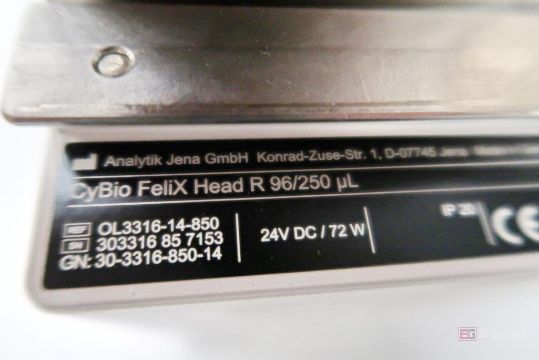 Analytik Jena GmbH Konrad-Zuse-Str. 1, D-07745 Jena
CyBio FeliX Head R 96/250 µL
REF OL3316-14-850
SN 303316 85 7153
GN: 30-3316-850-14
24V DC / 72 W
IP 20
CE